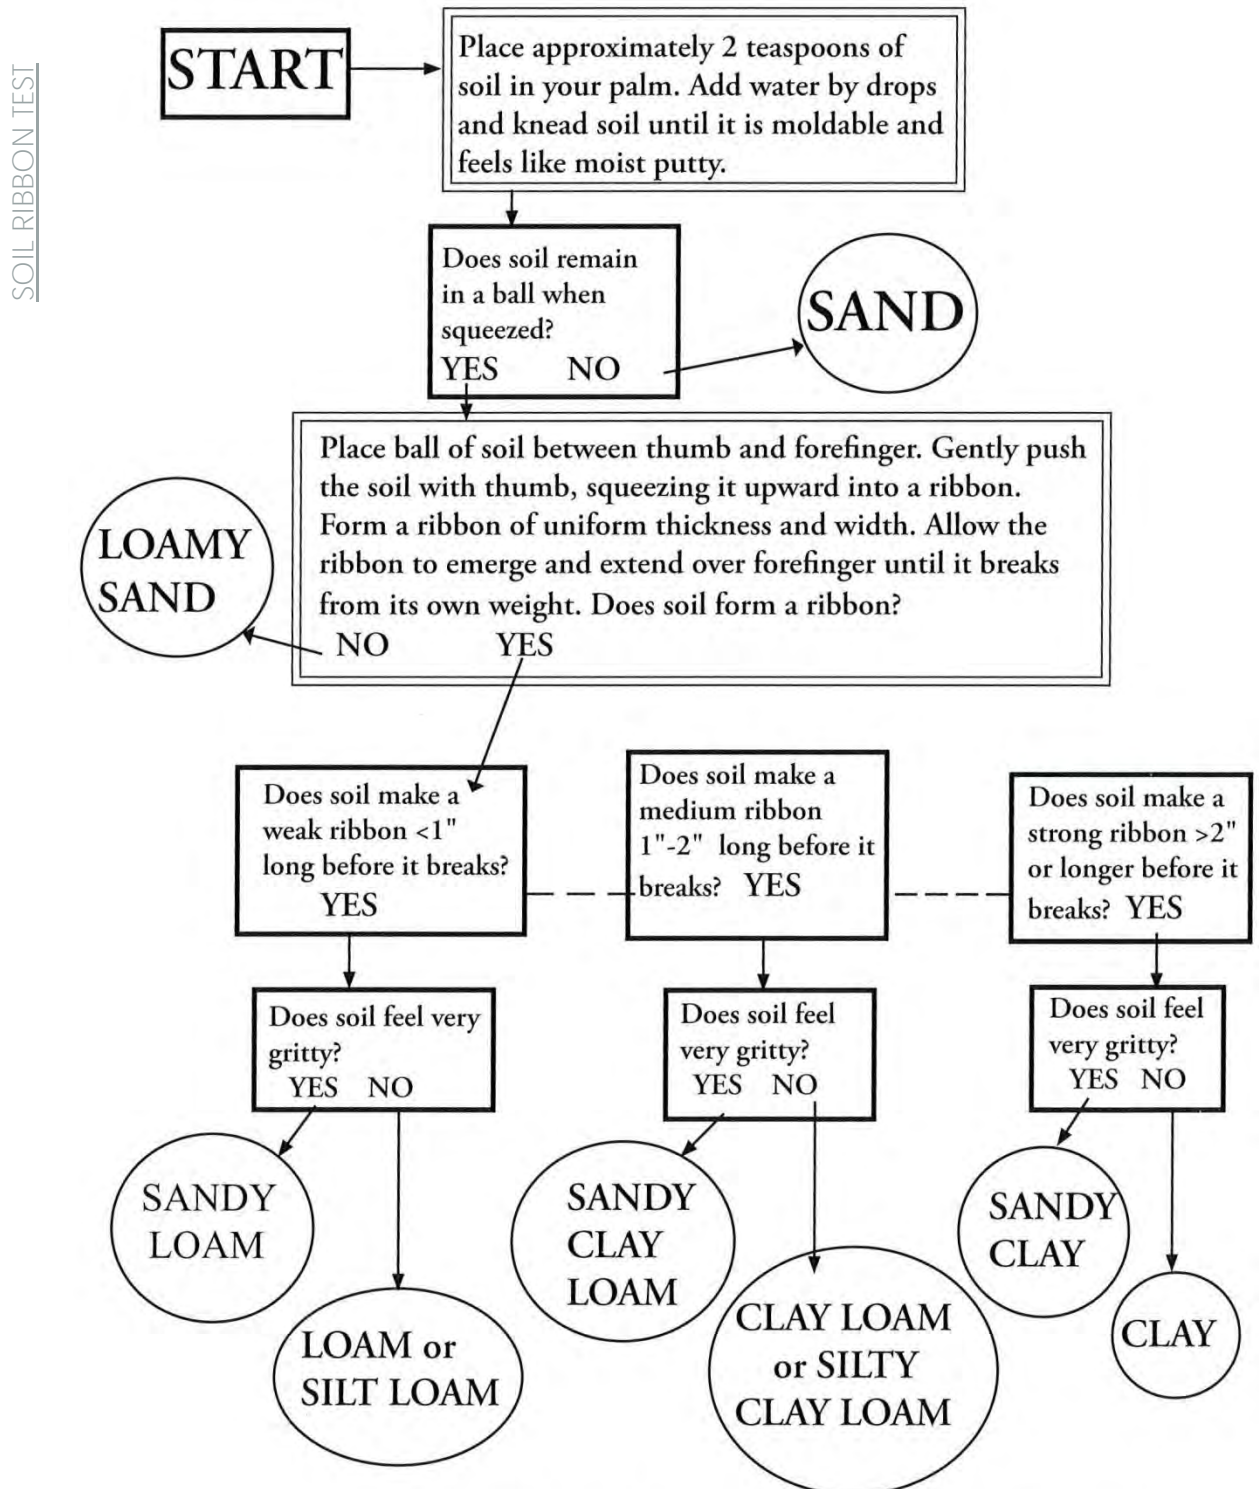 SOIL RIBBON TEST
START
Place approximately 2 teaspoons of
soil in your palm. Add water by drops
and knead soil until it is moldable and
feels like moist putty.
Does soil remain
in a ball when
squeezed?
YES NO
SAND
Place ball of soil between thumb and forefinger. Gently push
the soil with thumb, squeezing it upward into a ribbon.
Form a ribbon of uniform thickness and width. Allow the
ribbon to emerge and extend over forefinger until it breaks
from its own weight. Does soil form a ribbon?
NO YES
LOAMY
SAND
Does soil make a
weak ribbon <1"
long before it breaks?
YES
Does soil make a
medium ribbon
1"-2" long before it
breaks? YES
Does soil make a
strong ribbon >2"
or longer before it
breaks? YES
Does soil feel very
gritty?
YES NO
Does soil feel
very gritty?
YES NO
Does soil feel
very gritty?
YES NO
SANDY
LOAM
LOAM or
SILT LOAM
SANDY
CLAY
LOAM
CLAY LOAM
or SILTY
CLAY LOAM
SANDY
CLAY
CLAY